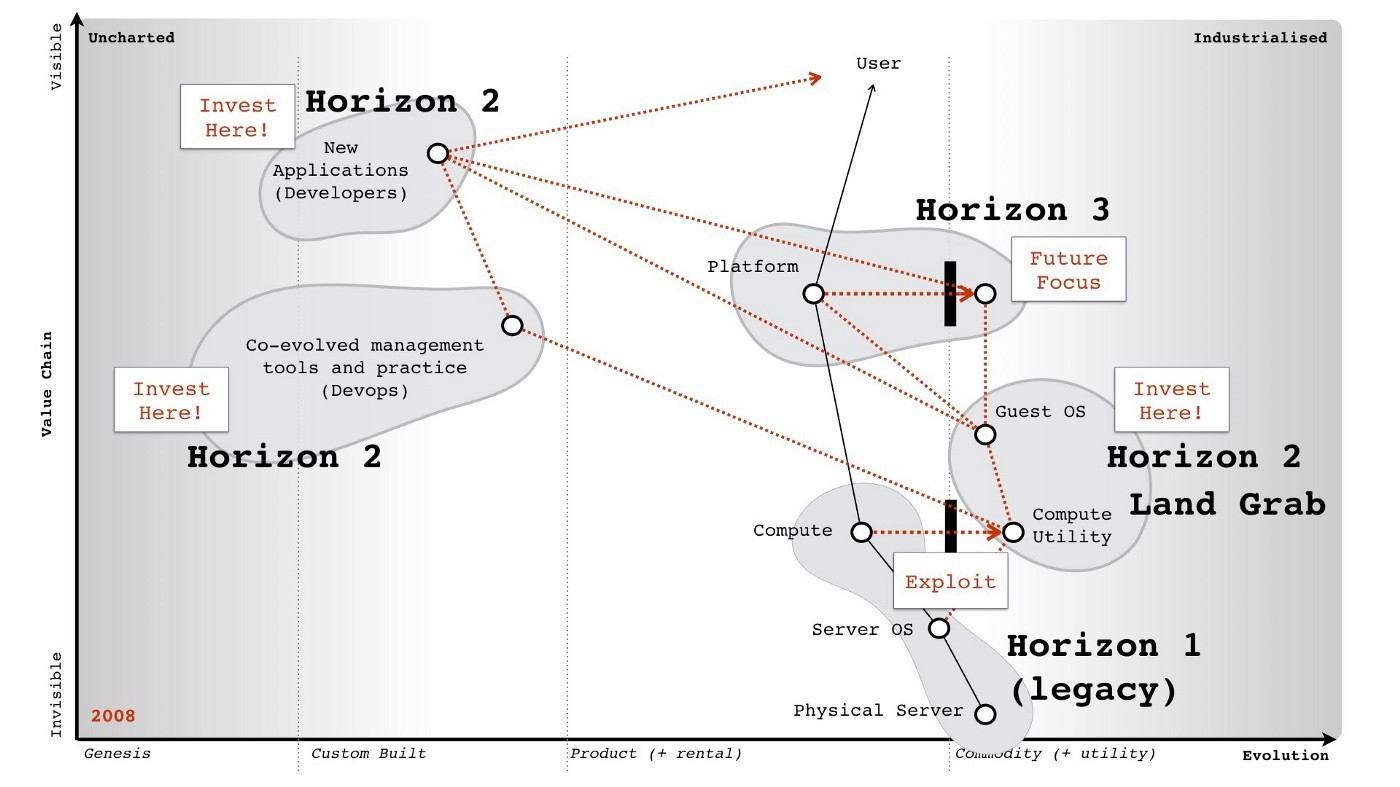 Visible
Uncharted
Industrialised
User
Invest
Here!
Horizon 2
New
Applications
(Developers)
Horizon 3
Platform
Future
Focus
Value Chain
Co-evolved management
tools and practice
(Devops)
Invest
Here!
Horizon 2
Guest OS
Invest
Here!
Horizon 2
Land Grab
Compute
Compute
Utility
Exploit
Server OS
Horizon 1
(legacy)
Physical Server
Invisible
2008
Genesis
Custom Built
Product (+ rental)
Commodity (+ utility)
Evolution